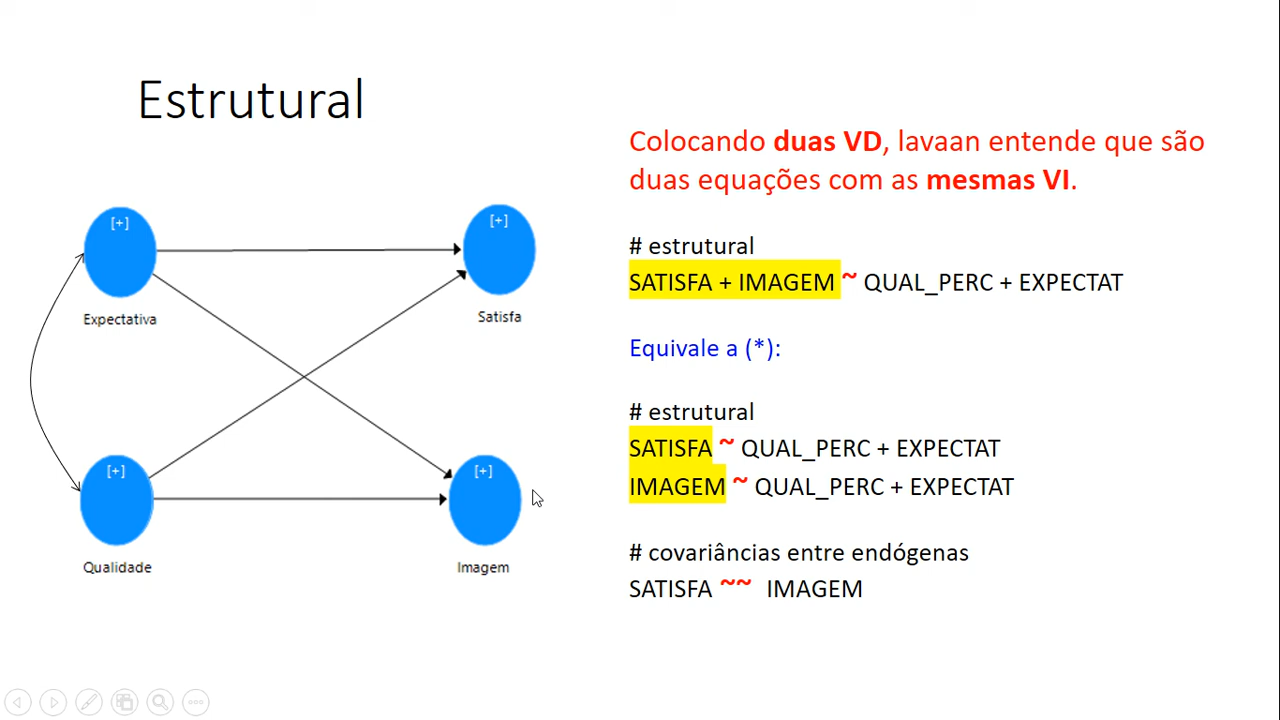 Estrutural
[+]
Expectativa
[+]
Satisfa
[+]
Qualidade
[+]
Imagem
Colocando duas VD, lavaan entende que são
duas equações com as mesmas VI.
# estrutural
SATISFA + IMAGEM ~ QUAL_PERC + EXPECTAT
Equivale a (*):
# estrutural
SATISFA ~ QUAL_PERC + EXPECTAT
IMAGEM ~ QUAL_PERC + EXPECTAT
# covariâncias entre endógenas
SATISFA ~~ IMAGEM